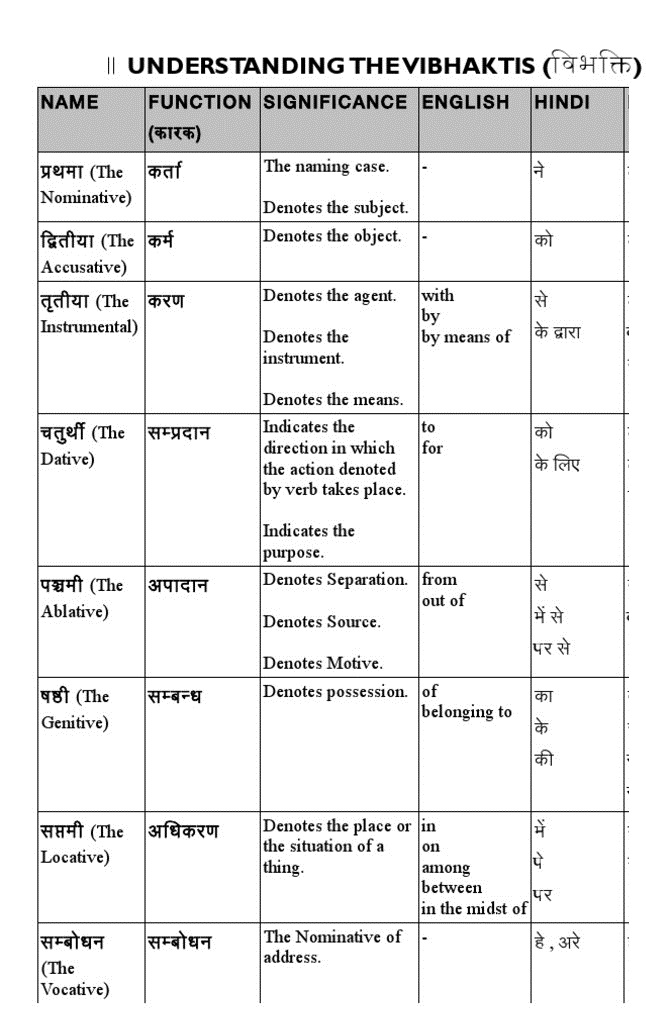 ॥ UNDERSTANDING THE VIBHAKTIS (विभक्ति)
NAME
FUNCTION
(कारक)
SIGNIFICANCE
ENGLISH
HINDI
प्रथमा (The
Nominative)
कर्ता
The naming case.
Denotes the subject.
-
ने
द्वितीया (The
Accusative)
कर्म
Denotes the object.
-
को
तृतीया (The
Instrumental)
करण
Denotes the agent.
Denotes the
instrument.
Denotes the means.
with
by
by means of
से
के द्वारा
चतुर्थी (The
Dative)
सम्प्रदान
Indicates the
direction in which
the action denoted
by verb takes place.
Indicates the
purpose.
to
for
को
के लिए
पञ्चमी (The
Ablative)
अपादान
Denotes Separation.
Denotes Source.
Denotes Motive.
from
out of
से
में से
पर से
षष्ठी (The
Genitive)
सम्बन्ध
Denotes possession.
of
belonging to
का
के
की
सप्तमी (The
Locative)
अधिकरण
Denotes the place or
the situation of a
thing.
in
on
among
between
in the midst of
में
पे
पर
सम्बोधन
(The
Vocative)
सम्बोधन
The Nominative of
address.
-
हे , अरे